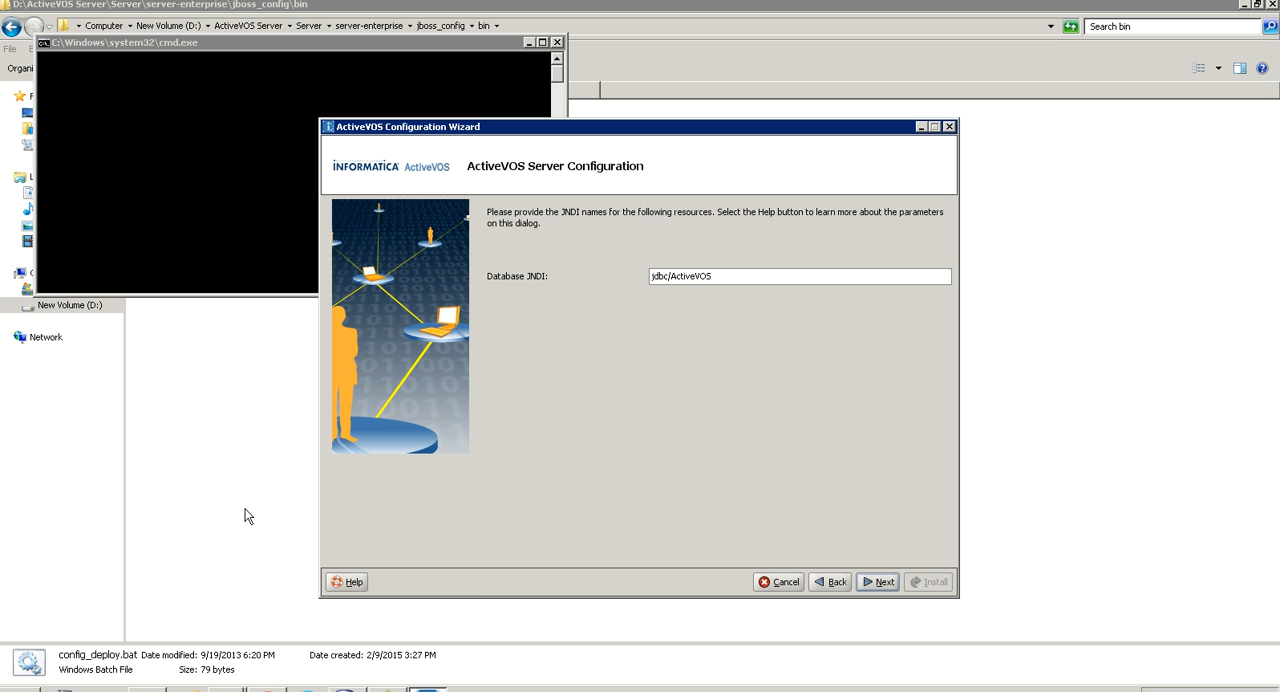 D:\ActiveVOS\Server\Server\server-enterprise\jboss_config\bin
Computer New Volume (D:) ActiveVOS Server Server server-enterprise jboss_config bin
Search bin
File
C:\Windows\system32\cmd.exe
Organi
ActiveVOS Configuration Wizard
INFORMATICA ActiveVOS ActiveVOS Server Configuration
Please provide the JNDI names for the following resources. Select the Help button to learn more about the parameters
on this dialog.
Database JNDI: jdbc/ActiveVOS
New Volume (D:)
Network
Help
Cancel
Back
Next
Install
config_deploy.bat Date modified: 9/19/2013 6:20 PM Date created: 2/9/2015 3:27 PM
Windows Batch File Size: 79 bytes